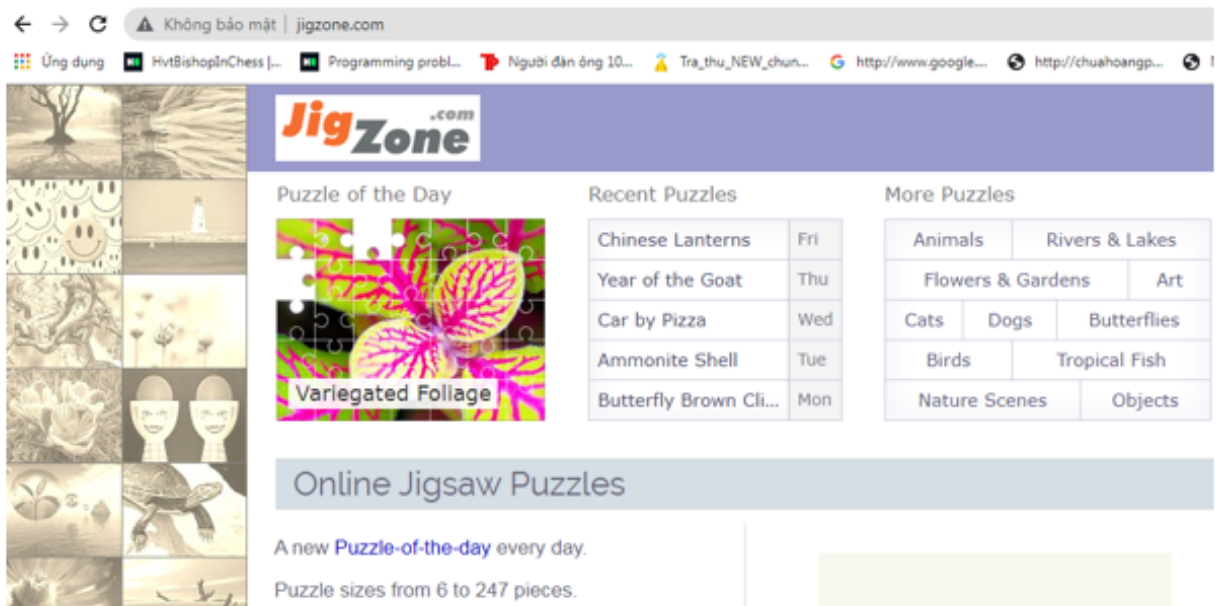 Không bảo mật | jigzone.com
Ứng dụng HvtBishopInChess |... Programming probl... Người đàn ông 10... Tra_thu_NEW_chun... http://www.google.... http://chuahoangp...
JigZone.com
Puzzle of the Day
Variegated Foliage
Recent Puzzles
Chinese Lanterns Fri
Year of the Goat Thu
Car by Pizza Wed
Ammonite Shell Tue
Butterfly Brown Cli... Mon
More Puzzles
Animals Rivers & Lakes
Flowers & Gardens Art
Cats Dogs Butterflies
Birds Tropical Fish
Nature Scenes Objects
Online Jigsaw Puzzles
A new Puzzle-of-the-day every day.
Puzzle sizes from 6 to 247 pieces.